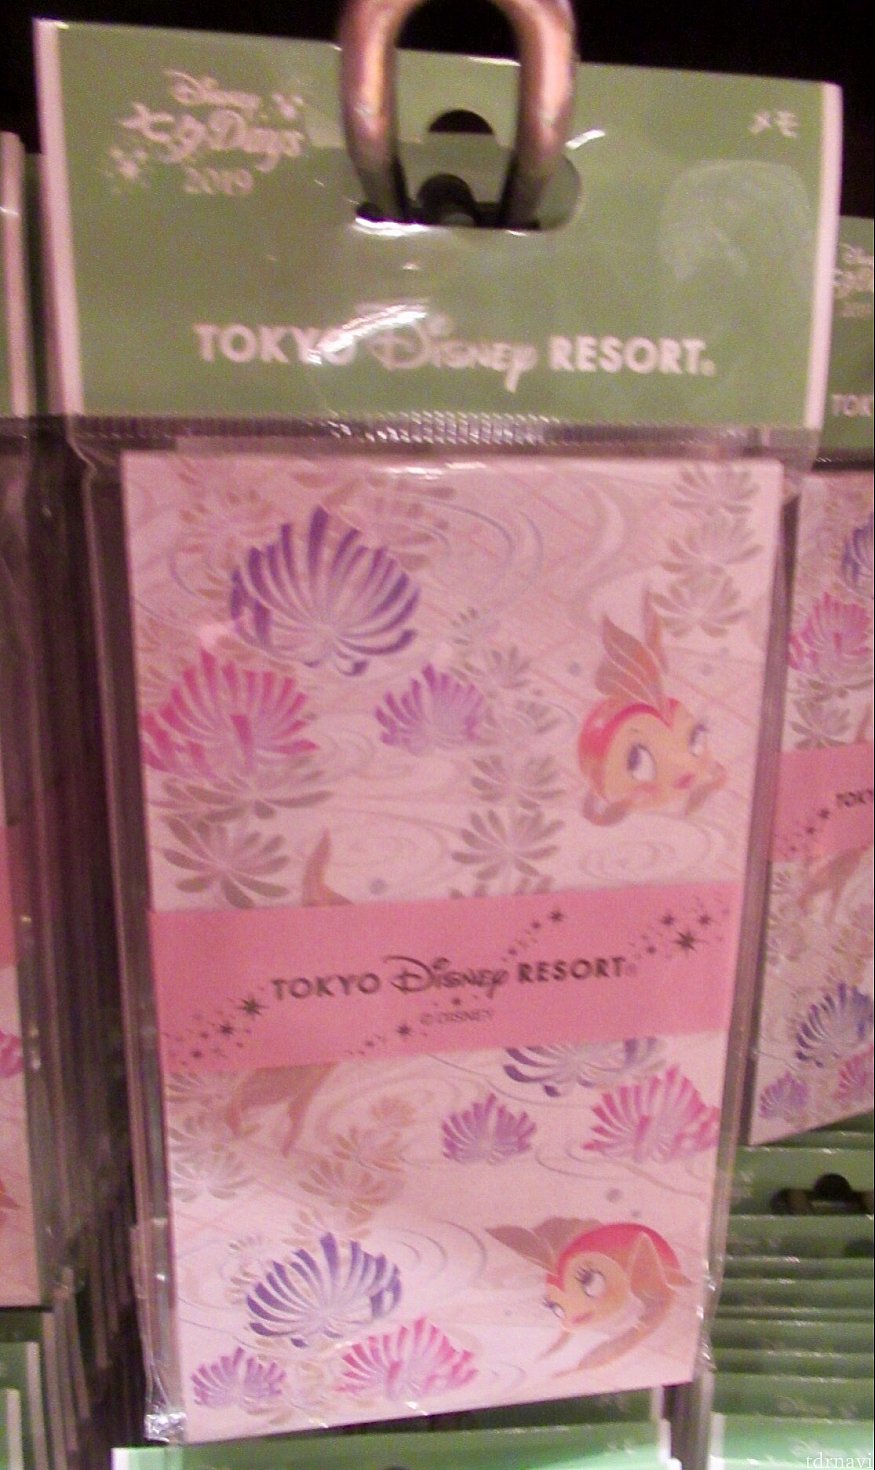 Disney
七夕Days
2019
メモ
TOKYO Disney RESORT®
TOKYO Disney RESORT®
© DISNEY
tdrnavi